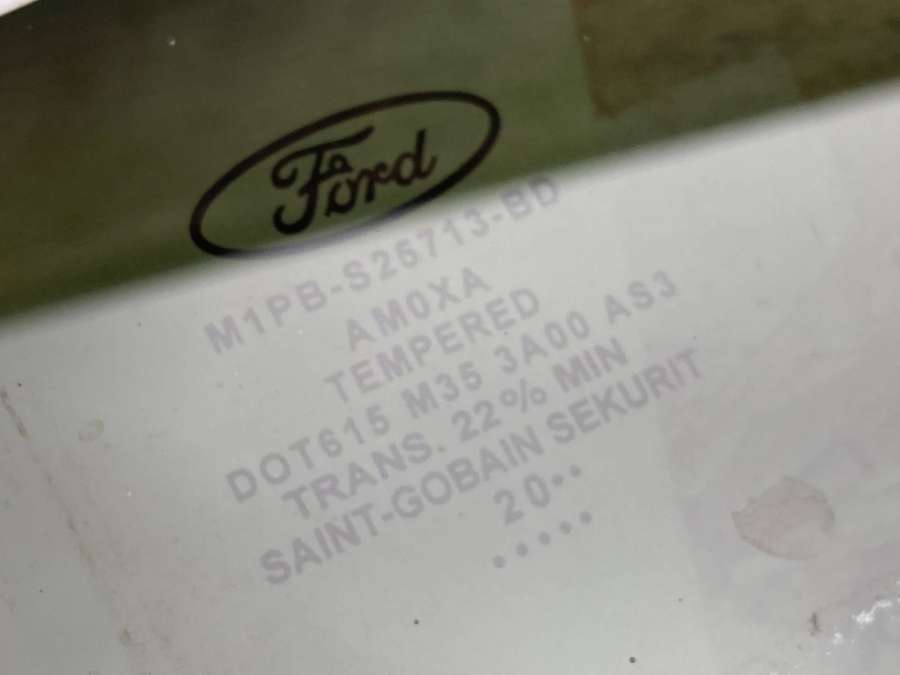 Ford
M1PB-S25713-BD
AM0XA
TEMPERED
DOT615 M35 3A00 AS3
TRANS. 22% MIN
SAINT-GOBAIN SEKURIT
20••
•••••